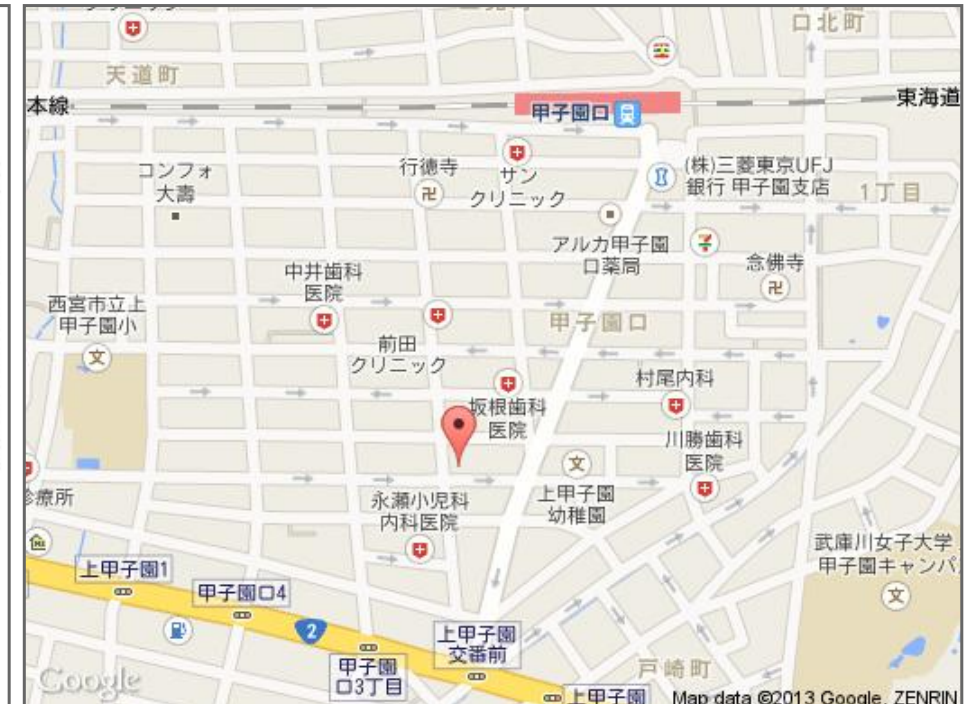 口北町
天道町
本線
東海道
甲子園口
コンフォ
大壽
行徳寺
サン
クリニック
(株)三菱東京UFJ
銀行 甲子園支店
1丁目
アルカ甲子園
口薬局
念佛寺
中井歯科
医院
西宮市立上
甲子園小
甲子園口
前田
クリニック
村尾内科
坂根歯科
医院
川勝歯科
医院
診療所
永瀬小児科
内科医院
上甲子園
幼稚園
武庫川女子大学
甲子園キャンパ
上甲子園1
甲子園口4
2
上甲子園
交番前
甲子園
口3丁目
戸崎町
上甲子園
Google
Map data ©2013 Google, ZENRIN